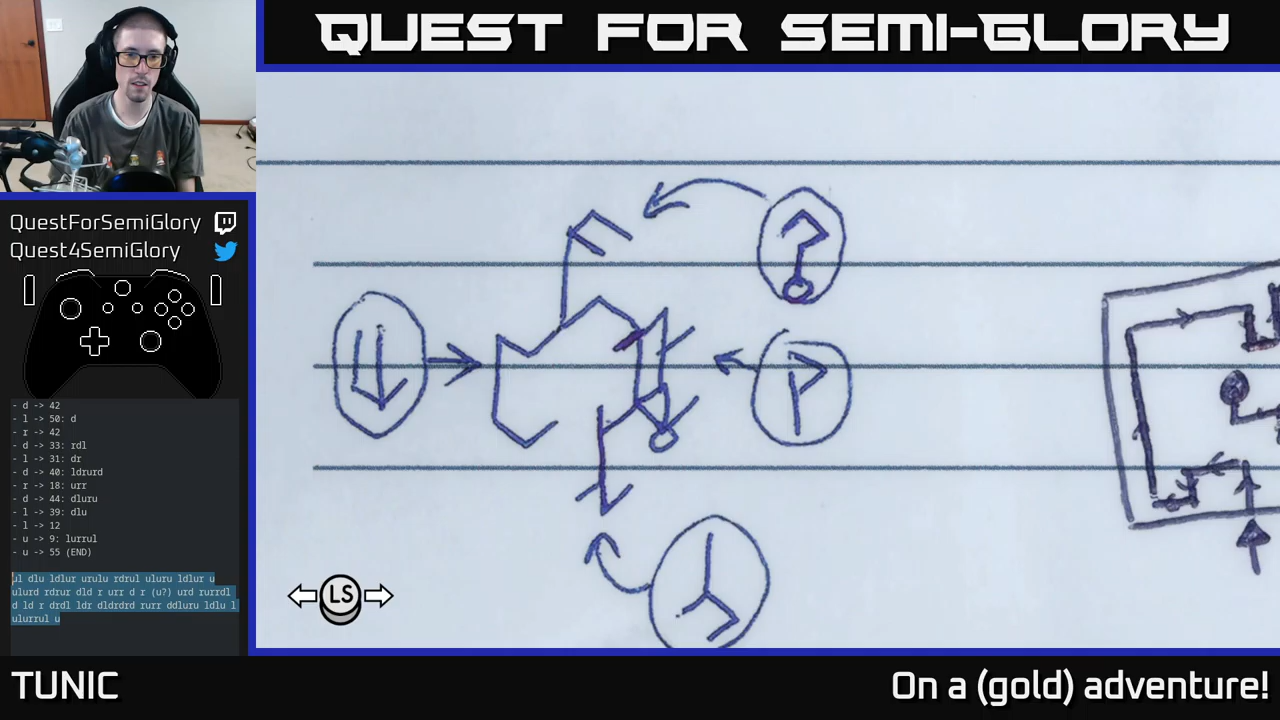 QUEST FOR SEMI-GLORY
QuestForSemiGlory
Quest4SemiGlory
- d -> 42
- l -> 50: d
- r -> 42
- d -> 33: rdl
- l -> 31: dr
- d -> 40: ldrurd
- r -> 18: urr
- d -> 44: dluru
- l -> 39: dlu
- l -> 12
- u -> 9: lurrul
- u -> 55 (END)
ul dlu ldlur urulu rdrul uluru ldlur u
ulurd rdrur dld r urr d r (u?) urd rurrdl
d ld r drdl ldr dldrdrd rurr ddluru ldlu l
ulurrul u
LS
TUNIC
On a (gold) adventure!